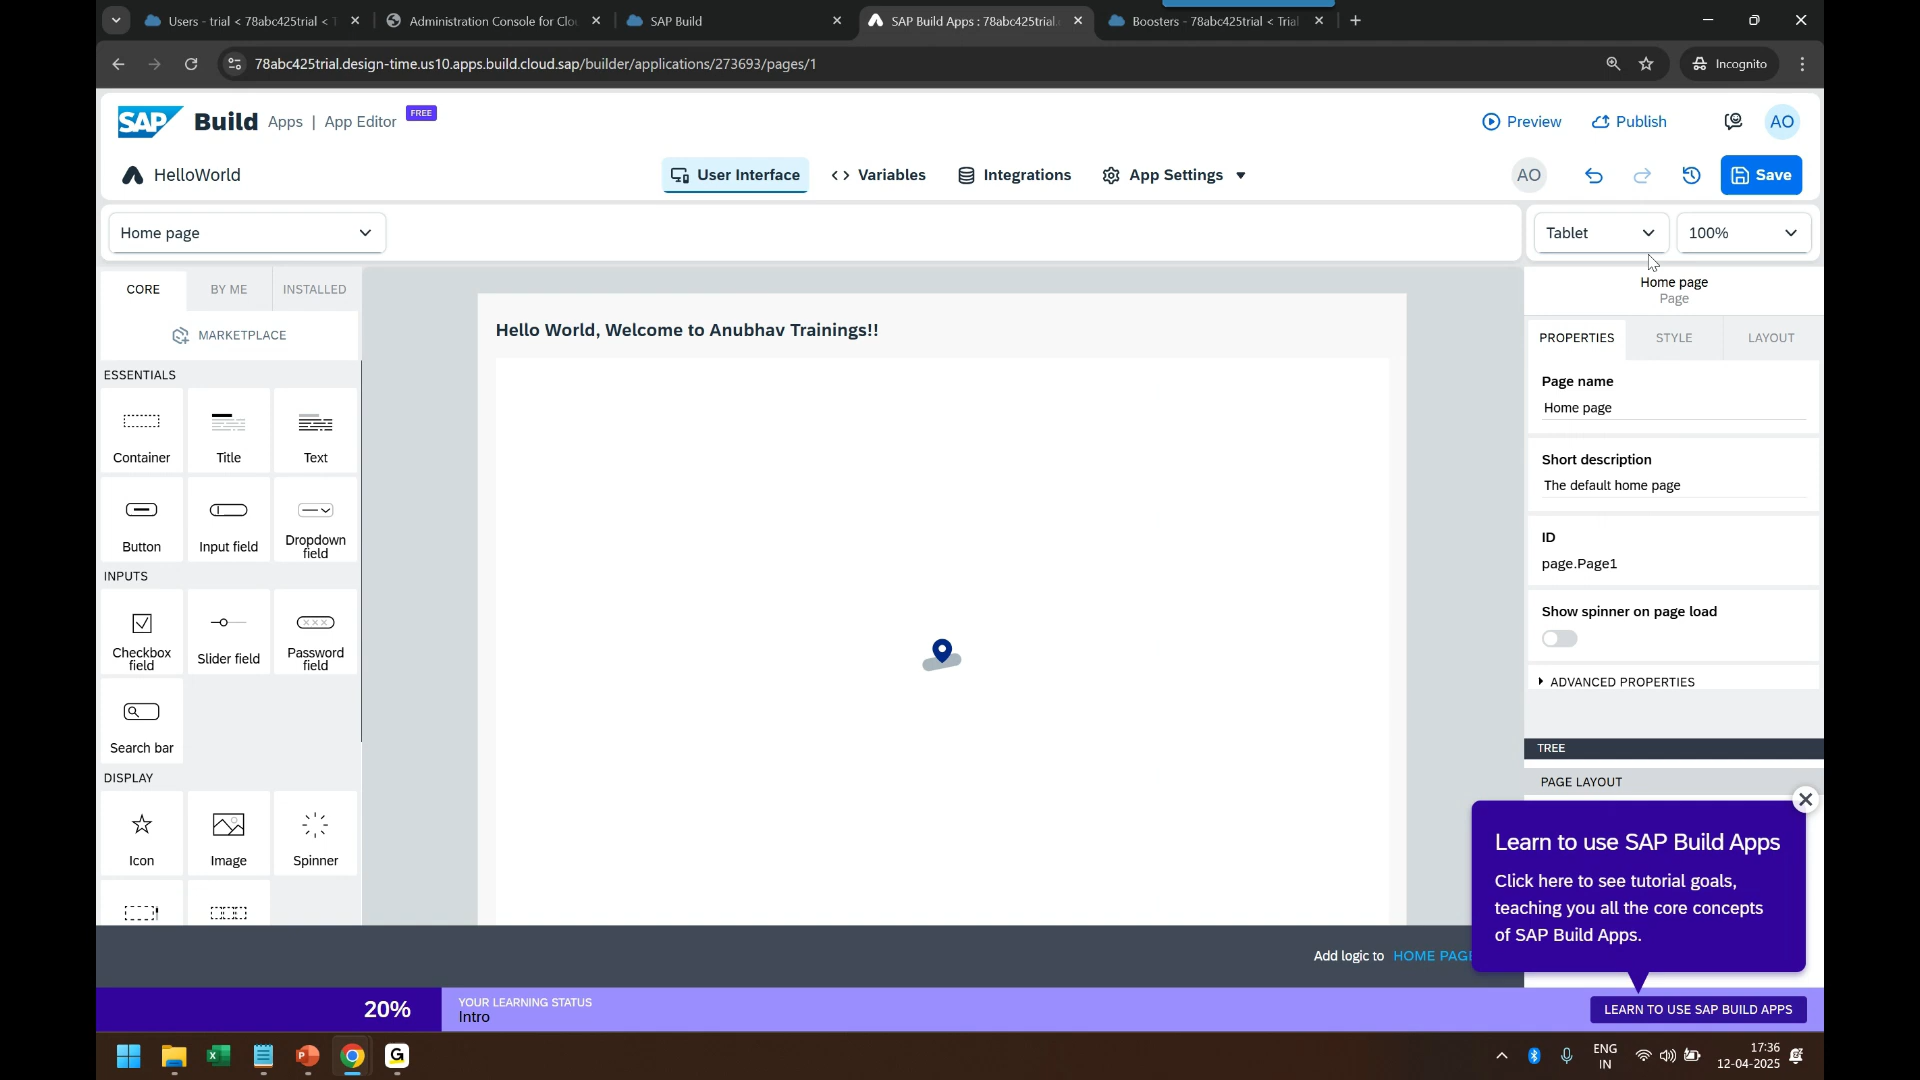 Users - trial < 78abc425trial <
Administration Console for Clo
SAP Build
SAP Build Apps : 78abc425trial.
Boosters - 78abc425trial < Trial
78abc425trial.design-time.us10.apps.build.cloud.sap/builder/applications/273693/pages/1
Incognito
SAP Build Apps | App Editor FREE
Preview
Publish
AO
HelloWorld
User Interface
Variables
Integrations
App Settings
AO
Save
Home page
Tablet
100%
CORE
BY ME
INSTALLED
MARKETPLACE
ESSENTIALS
Container
Title
Text
Button
Input field
Dropdown
field
INPUTS
Checkbox
field
Slider field
Password
field
Search bar
DISPLAY
Icon
Image
Spinner
Hello World, Welcome to Anubhav Trainings!!
Home page
Page
PROPERTIES
STYLE
LAYOUT
Page name
Home page
Short description
The default home page
ID
page.Page1
Show spinner on page load
ADVANCED PROPERTIES
TREE
PAGE LAYOUT
Learn to use SAP Build Apps
Click here to see tutorial goals,
teaching you all the core concepts
of SAP Build Apps.
Add logic to HOME PAGE
20%
YOUR LEARNING STATUS
Intro
LEARN TO USE SAP BUILD APPS
ENG
IN
17:36
12-04-2025